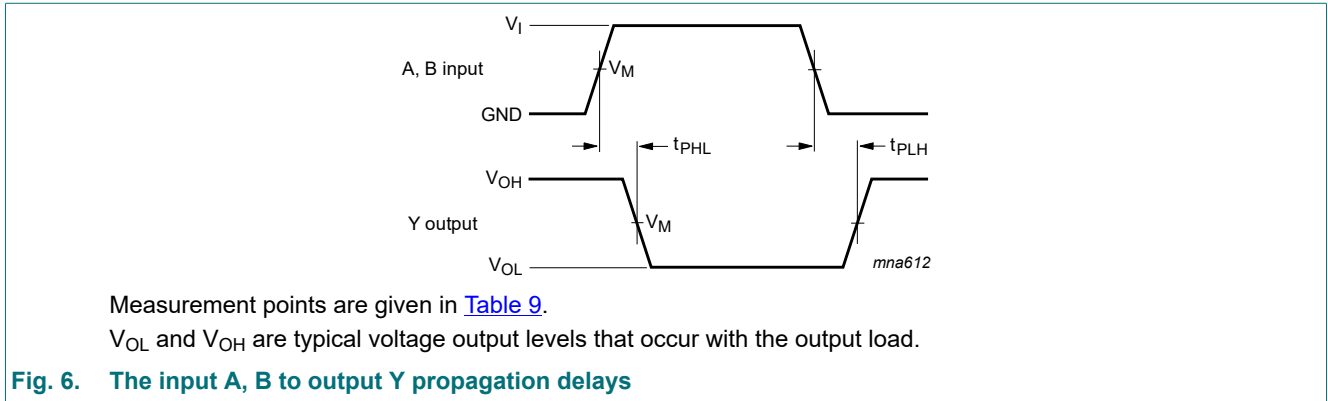 V_I
A, B input
V_M
GND
t_PHL
t_PLH
V_OH
Y output
V_M
V_OL
mna612
Measurement points are given in Table 9.
V_OL and V_OH are typical voltage output levels that occur with the output load.
Fig. 6. The input A, B to output Y propagation delays